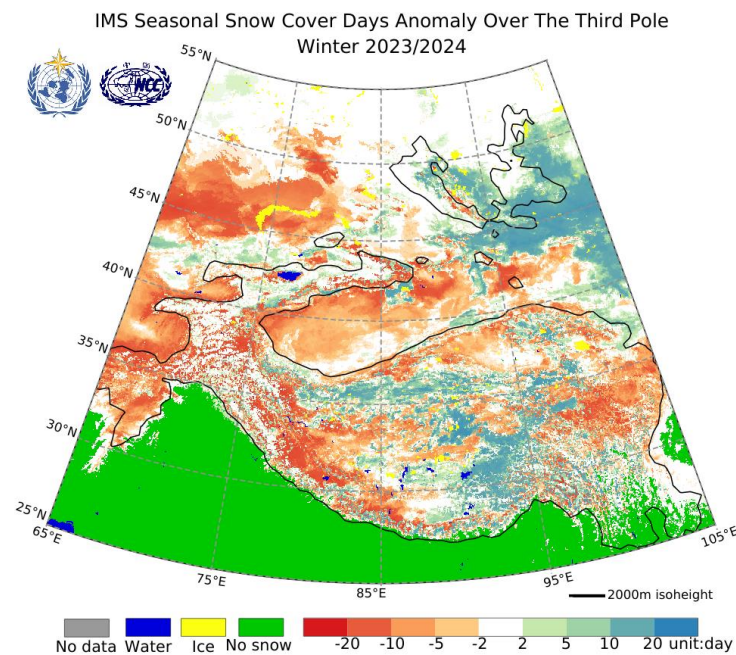 IMS Seasonal Snow Cover Days Anomaly Over The Third Pole
Winter 2023/2024
NCC
55°N
50°N
45°N
40°N
35°N
30°N
25°N
65°E
75°E
85°E
95°E
105°E
2000m isoheight
No data Water Ice No snow -20 -10 -5 -2 2 5 10 20 unit:day